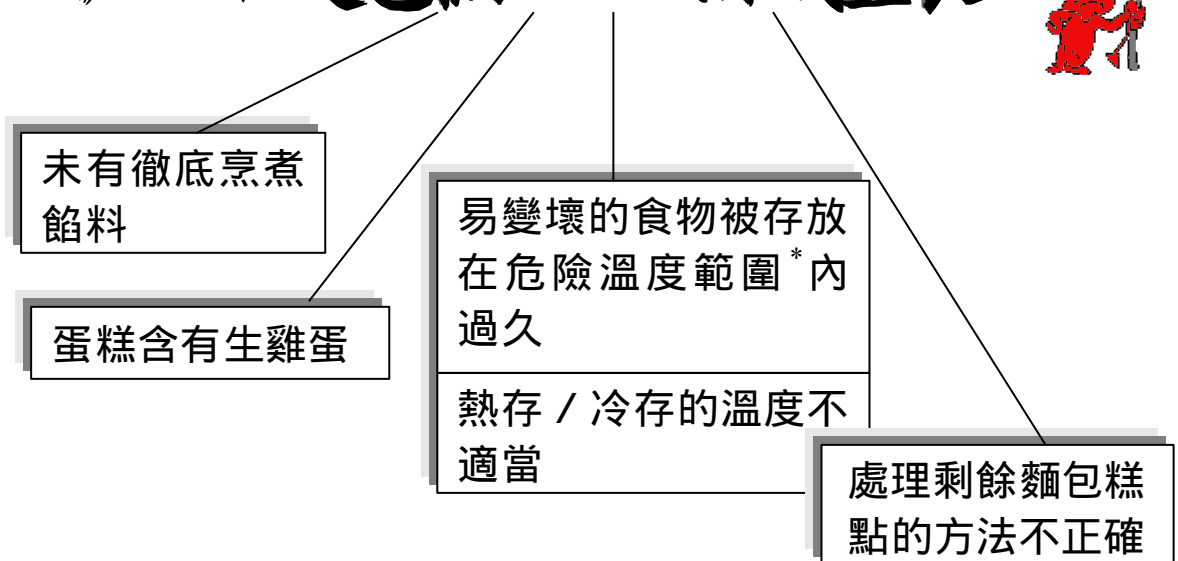 未有徹底烹煮
餡料
蛋糕含有生雞蛋
易變壞的食物被存放
在危險溫度範圍*內
過久
熱存 / 冷存的溫度不
適當
處理剩餘麵包糕
點的方法不正確